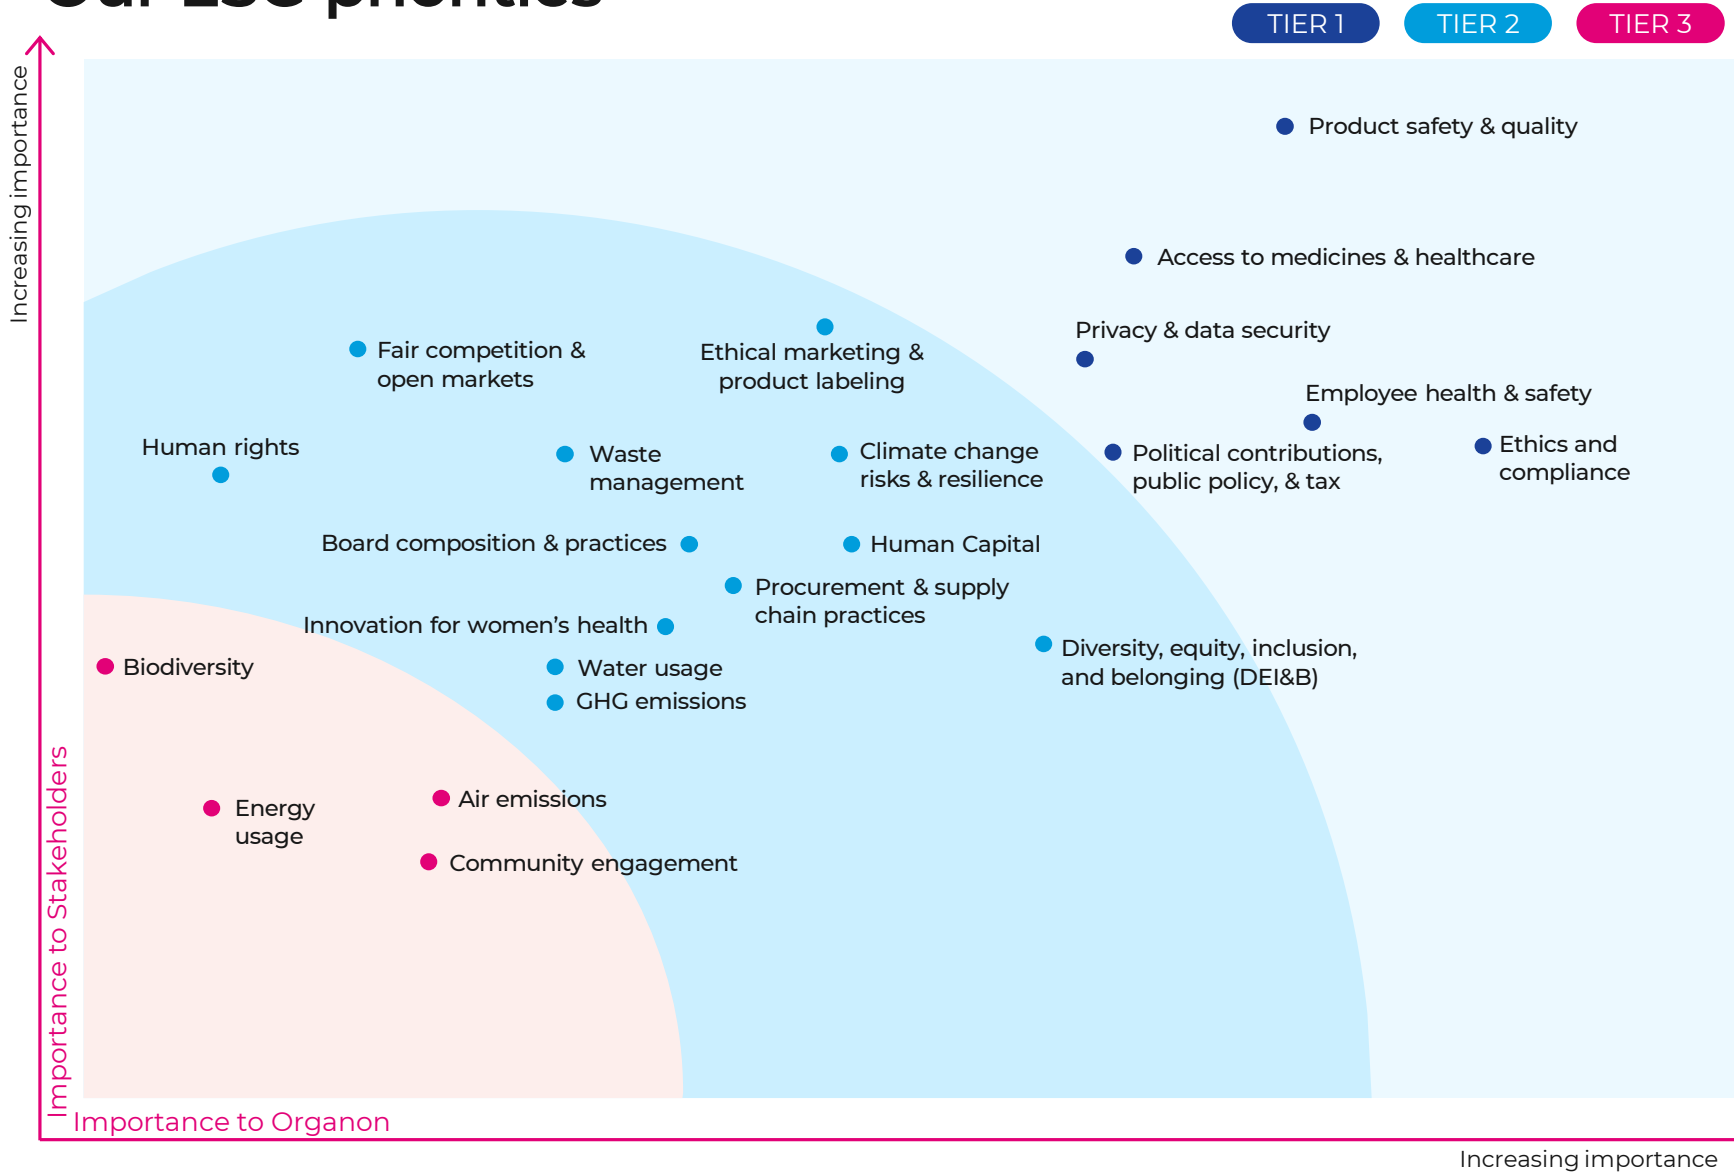 Our ESG priorities
TIER 1
TIER 2
TIER 3
Increasing importance
Product safety & quality
Access to medicines & healthcare
Privacy & data security
Fair competition &
open markets
Ethical marketing &
product labeling
Employee health & safety
Human rights
Waste
management
Climate change
risks & resilience
Political contributions,
public policy, & tax
Ethics and
compliance
Board composition & practices
Human Capital
Procurement & supply
chain practices
Innovation for women’s health
Diversity, equity, inclusion,
and belonging (DEI&B)
Biodiversity
Water usage
GHG emissions
Energy
usage
Air emissions
Community engagement
Importance to Stakeholders
Importance to Organon
Increasing importance